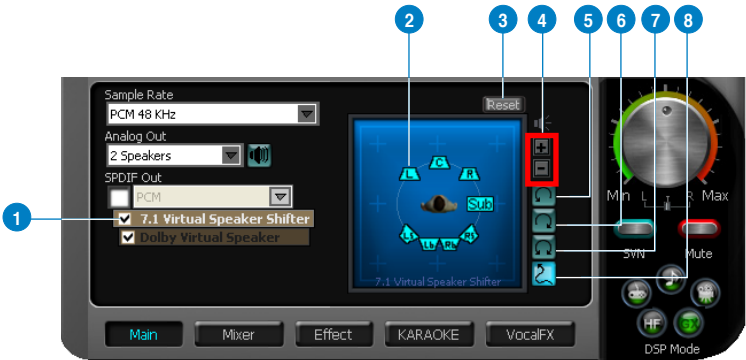 2 3 4 5 6 7 8
Sample Rate
PCM 48 KHz
Reset
Analog Out
2 Speakers
SPDIF Out
PCM
1
7.1 Virtual Speaker Shifter
Dolby Virtual Speaker
L C R
Sub
Ls Lb Rb Rs
7.1 Virtual Speaker Shifter
Min L R Max
SVN Mute
HF GX
DSP Mode
Main Mixer Effect KARAOKE VocalFX